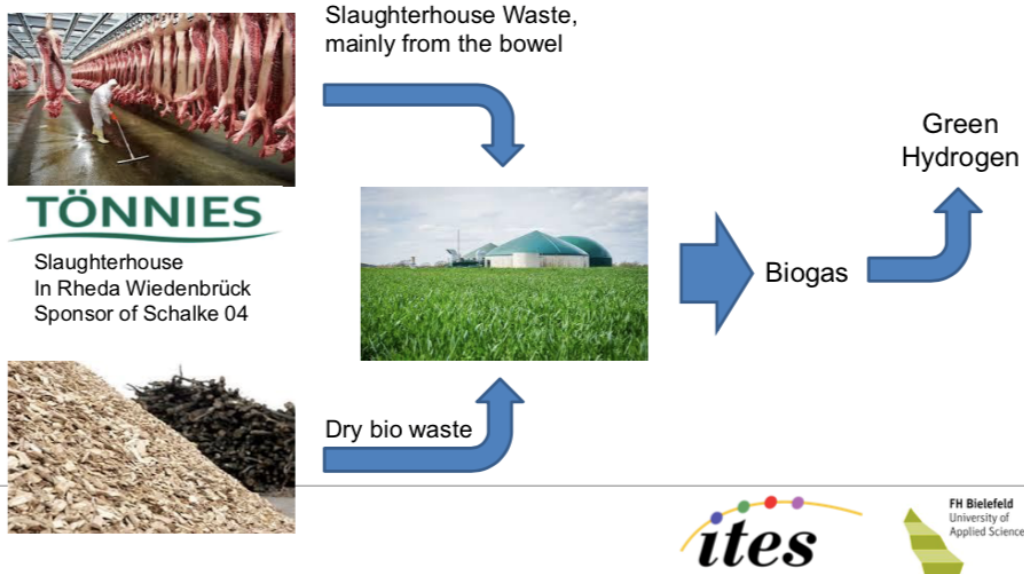 Slaughterhouse Waste,
mainly from the bowel
Green
Hydrogen
TÖNNIES
Slaughterhouse
In Rheda Wiedenbrück
Sponsor of Schalke 04
Biogas
Dry bio waste
ites
FH Bielefeld
University of
Applied Science